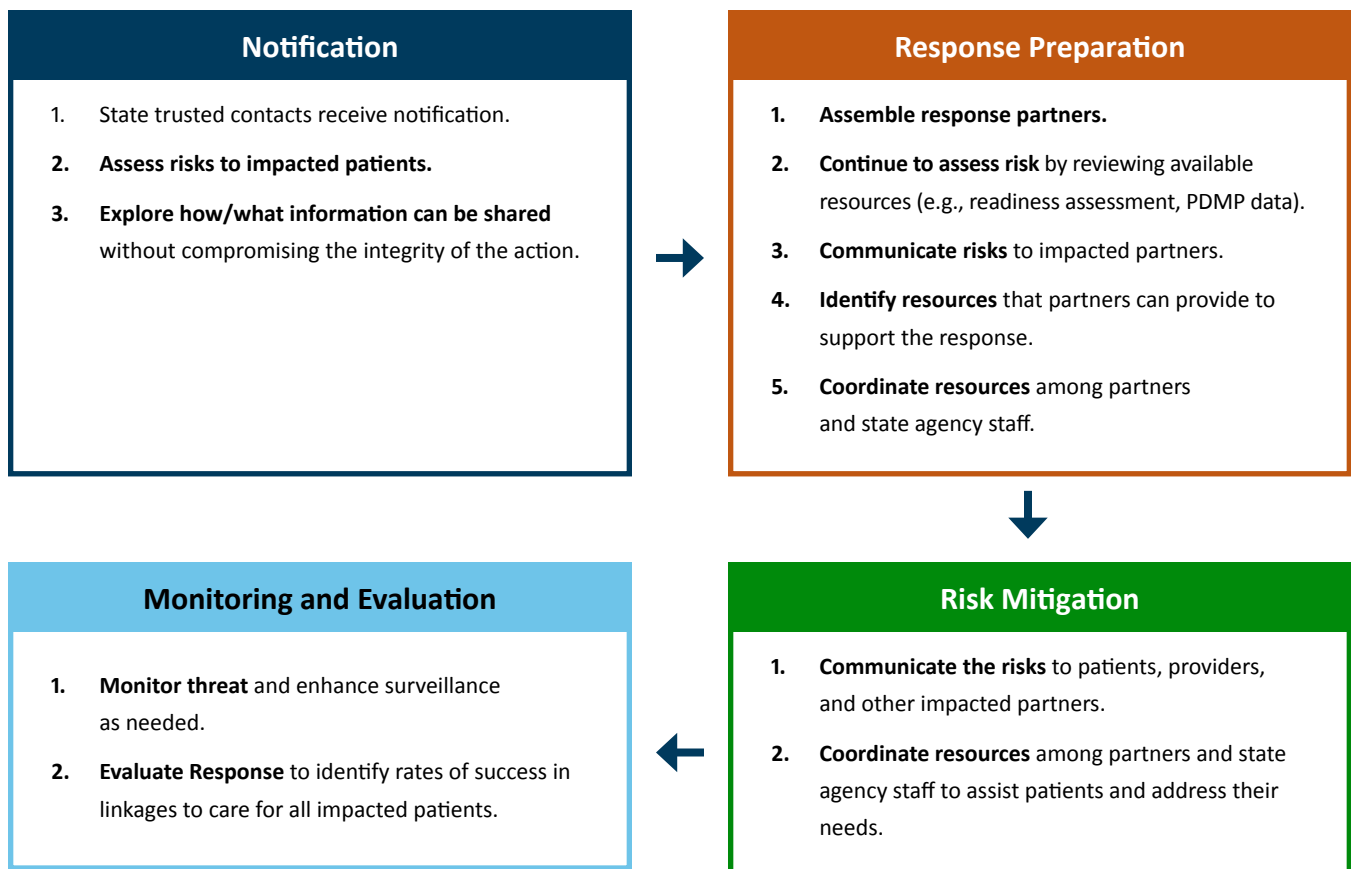 Notification
1. State trusted contacts receive notification.
2. Assess risks to impacted patients.
3. Explore how/what information can be shared
without compromising the integrity of the action.
Response Preparation
1. Assemble response partners.
2. Continue to assess risk by reviewing available
resources (e.g., readiness assessment, PDMP data).
3. Communicate risks to impacted partners.
4. Identify resources that partners can provide to
support the response.
5. Coordinate resources among partners
and state agency staff.
Risk Mitigation
1. Communicate the risks to patients, providers,
and other impacted partners.
2. Coordinate resources among partners and state
agency staff to assist patients and address their
needs.
Monitoring and Evaluation
1. Monitor threat and enhance surveillance
as needed.
2. Evaluate Response to identify rates of success in
linkages to care for all impacted patients.